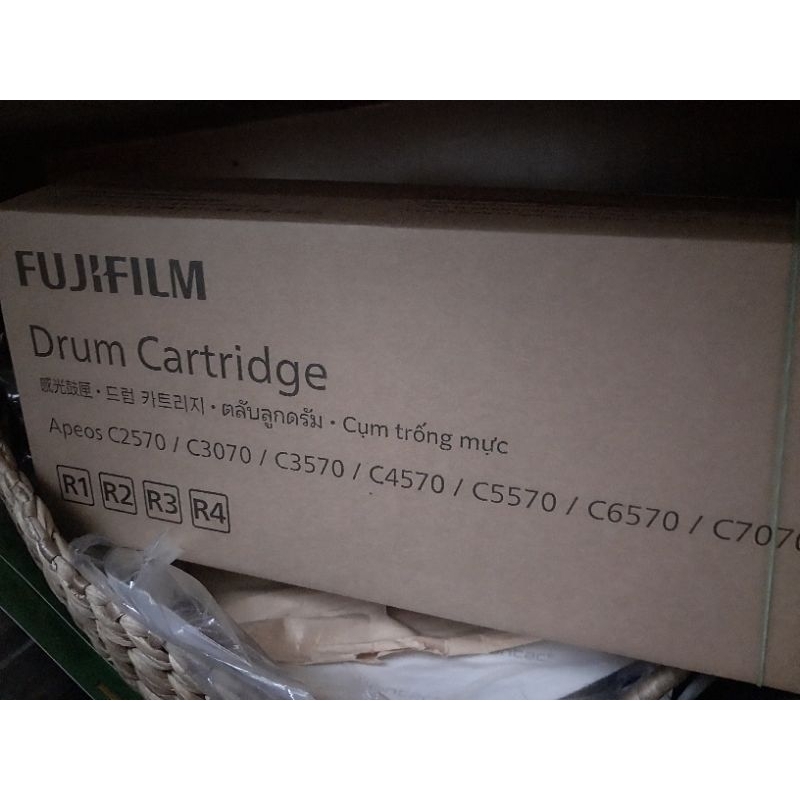 FUJIFILM
Drum Cartridge
感光鼓匣 • 드럼 카트리지 • ตลับลูกดรัม • Cụm trống mực
Apeos C2570 / C3070 / C3570 / C4570 / C5570 / C6570 / C7070
R1 R2 R3 R4